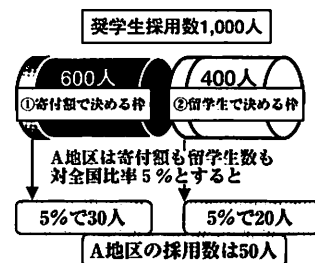 奨学生採用数1,000人
600人
400人
①寄付額で決める枠
②留学生で決める枠
A地区は寄付額も留学生数も
対全国比率5％とすると
5％で30人
5％で20人
A地区の採用数は50人